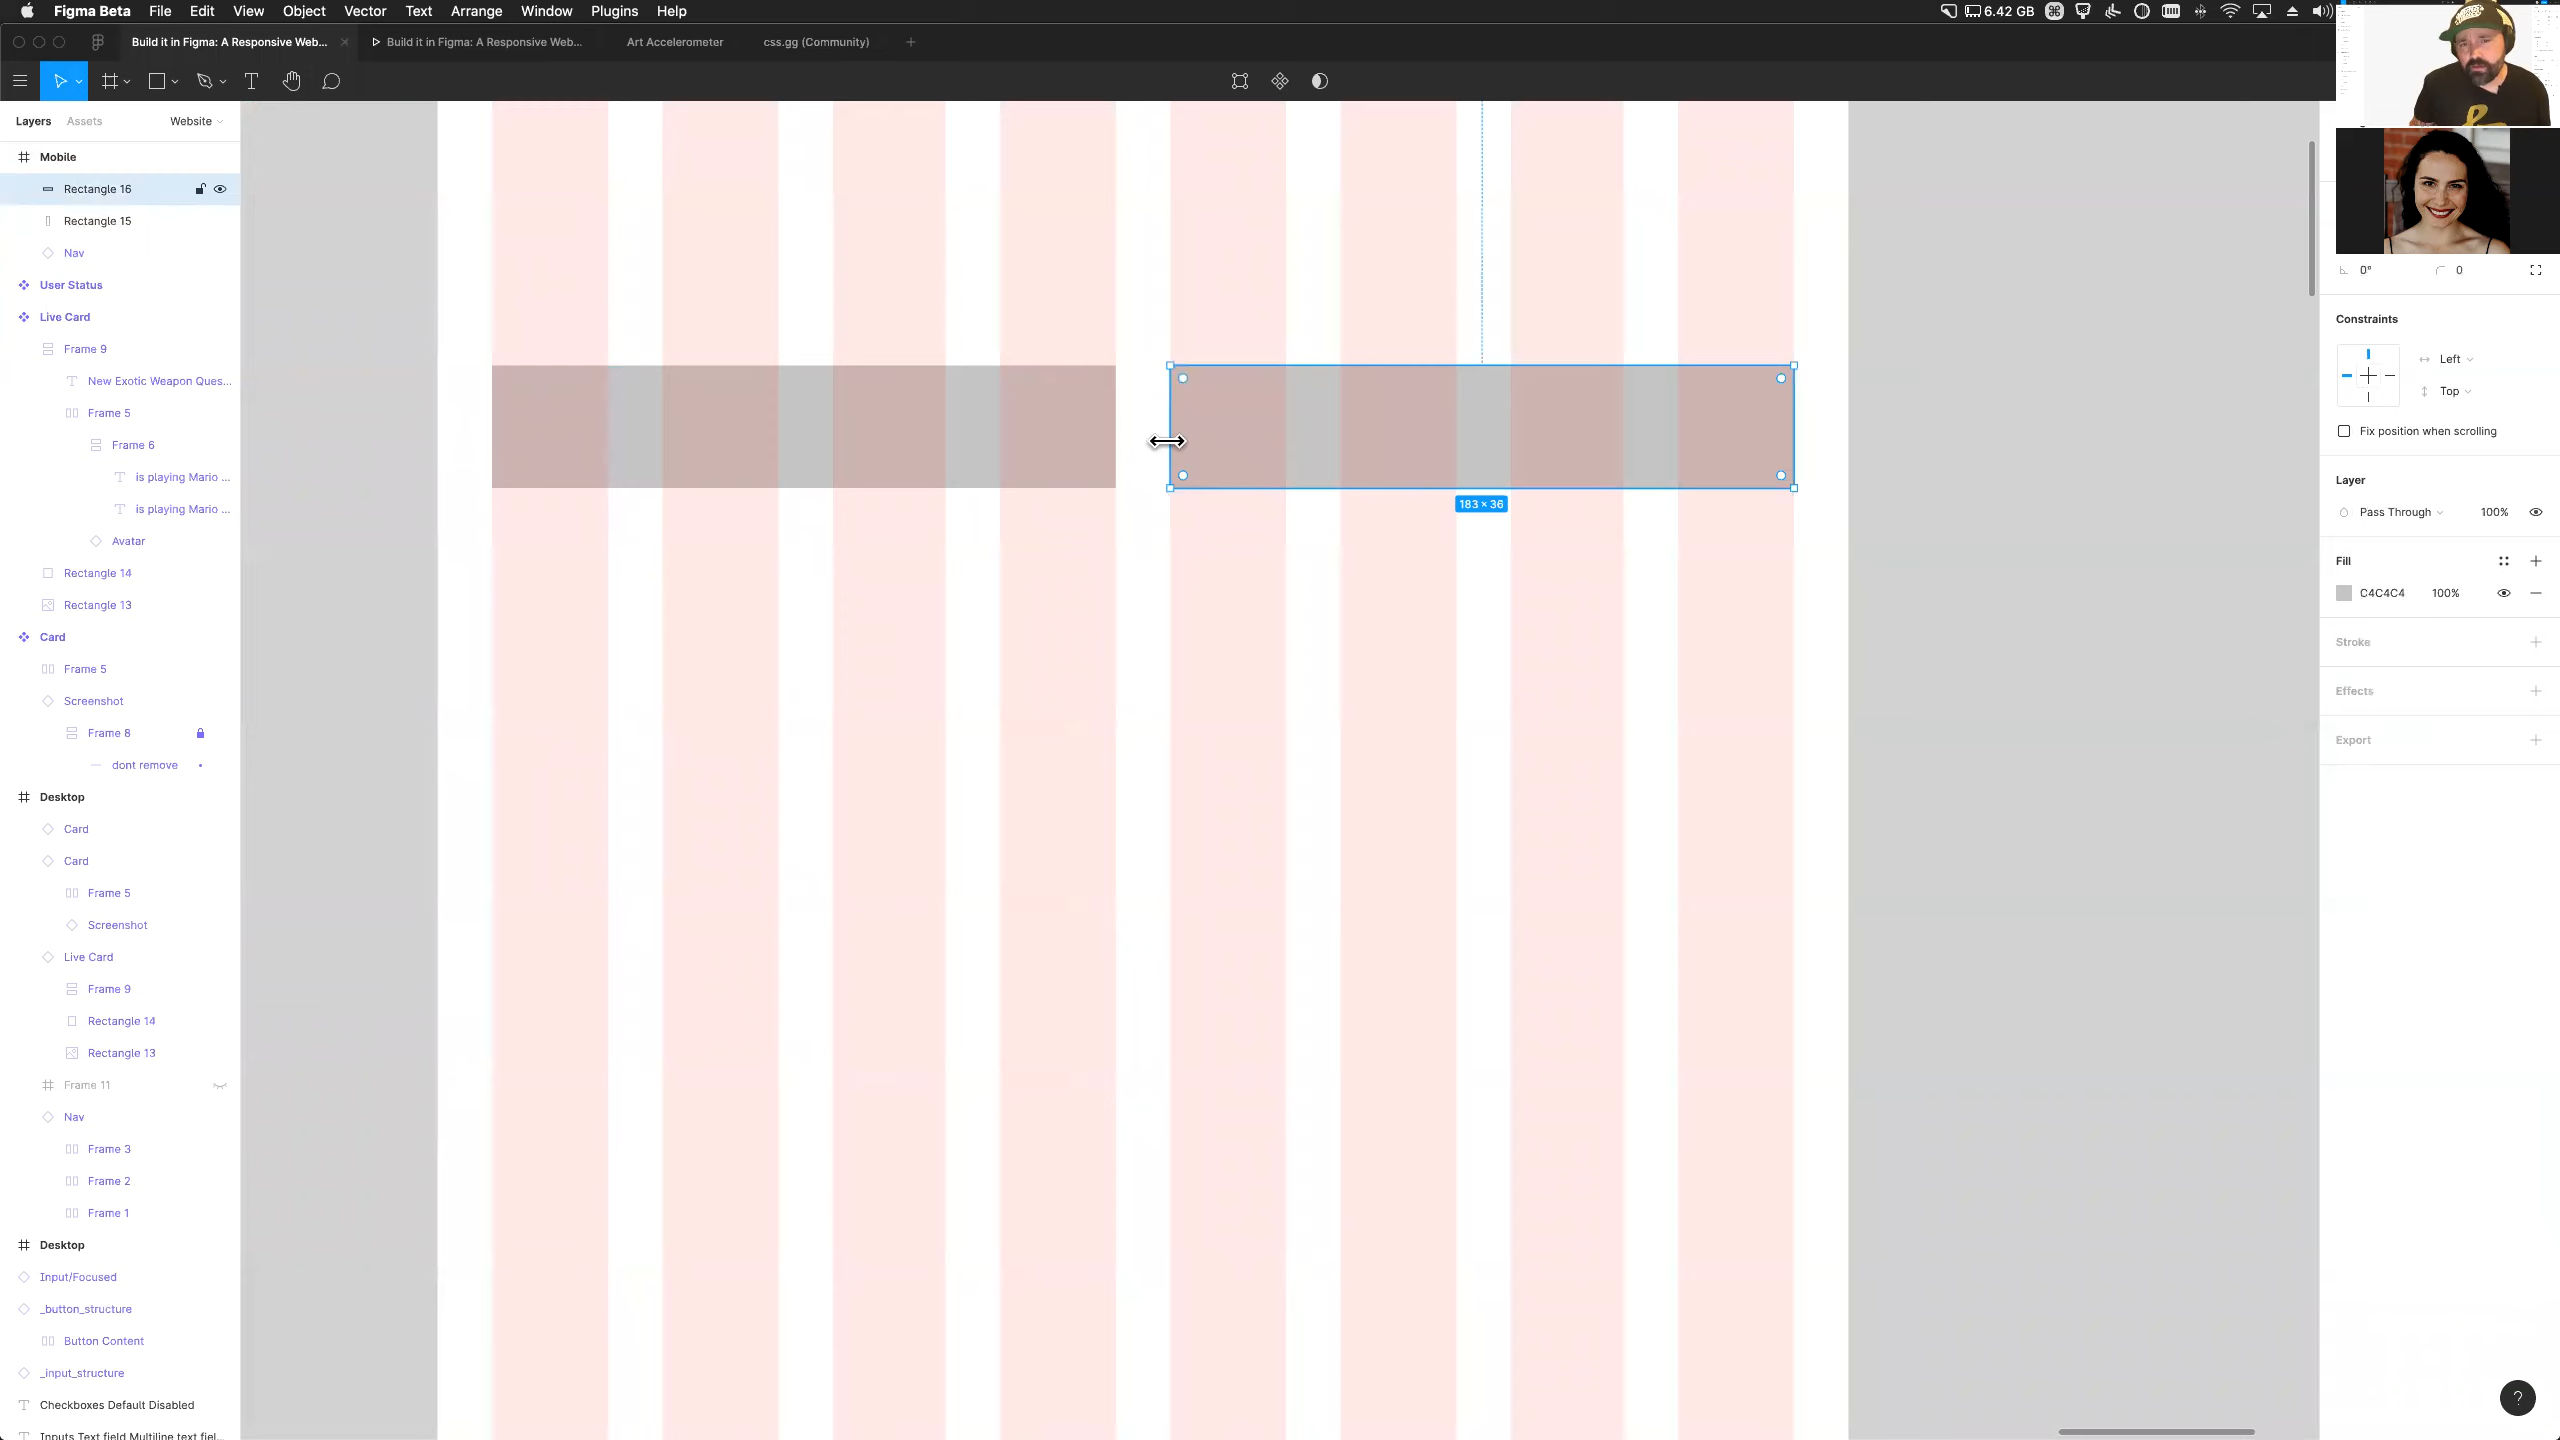 Figma Beta File Edit View Object Vector Text Arrange Window Plugins Help 6.42 GB
Build it in Figma: A Responsive Web... Build it in Figma: A Responsive Web... Art Accelerometer css.gg (Community)
Layers Assets Website
Mobile
Rectangle 16
Rectangle 15
Nav
User Status
Live Card
Frame 9
New Exotic Weapon Ques...
Frame 5
Frame 6
is playing Mario ...
is playing Mario ...
Avatar
Rectangle 14
Rectangle 13
Card
Frame 5
Screenshot
Frame 8
dont remove
Desktop
Card
Card
Frame 5
Screenshot
Live Card
Frame 9
Rectangle 14
Rectangle 13
Frame 11
Nav
Frame 3
Frame 2
Frame 1
Desktop
Input/Focused
_button_structure
Button Content
_input_structure
Checkboxes Default Disabled
Inputs Text field Multiline text fiel...
183 × 36
0° 0
Constraints
Left
Top
Fix position when scrolling
Layer
Pass Through 100%
Fill
C4C4C4 100%
Stroke
Effects
Export
?